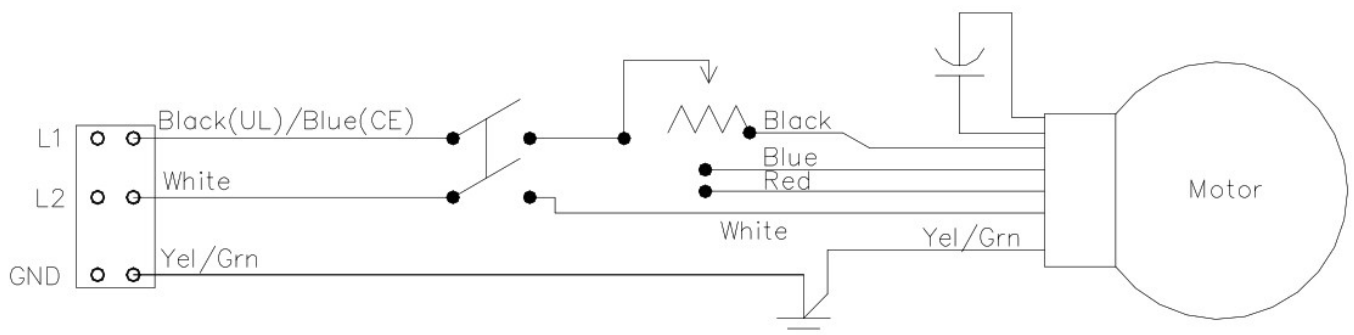 L1
Black(UL)/Blue(CE)
Black
Blue
L2
White
Red
Motor
White
Yel/Grn
GND
Yel/Grn